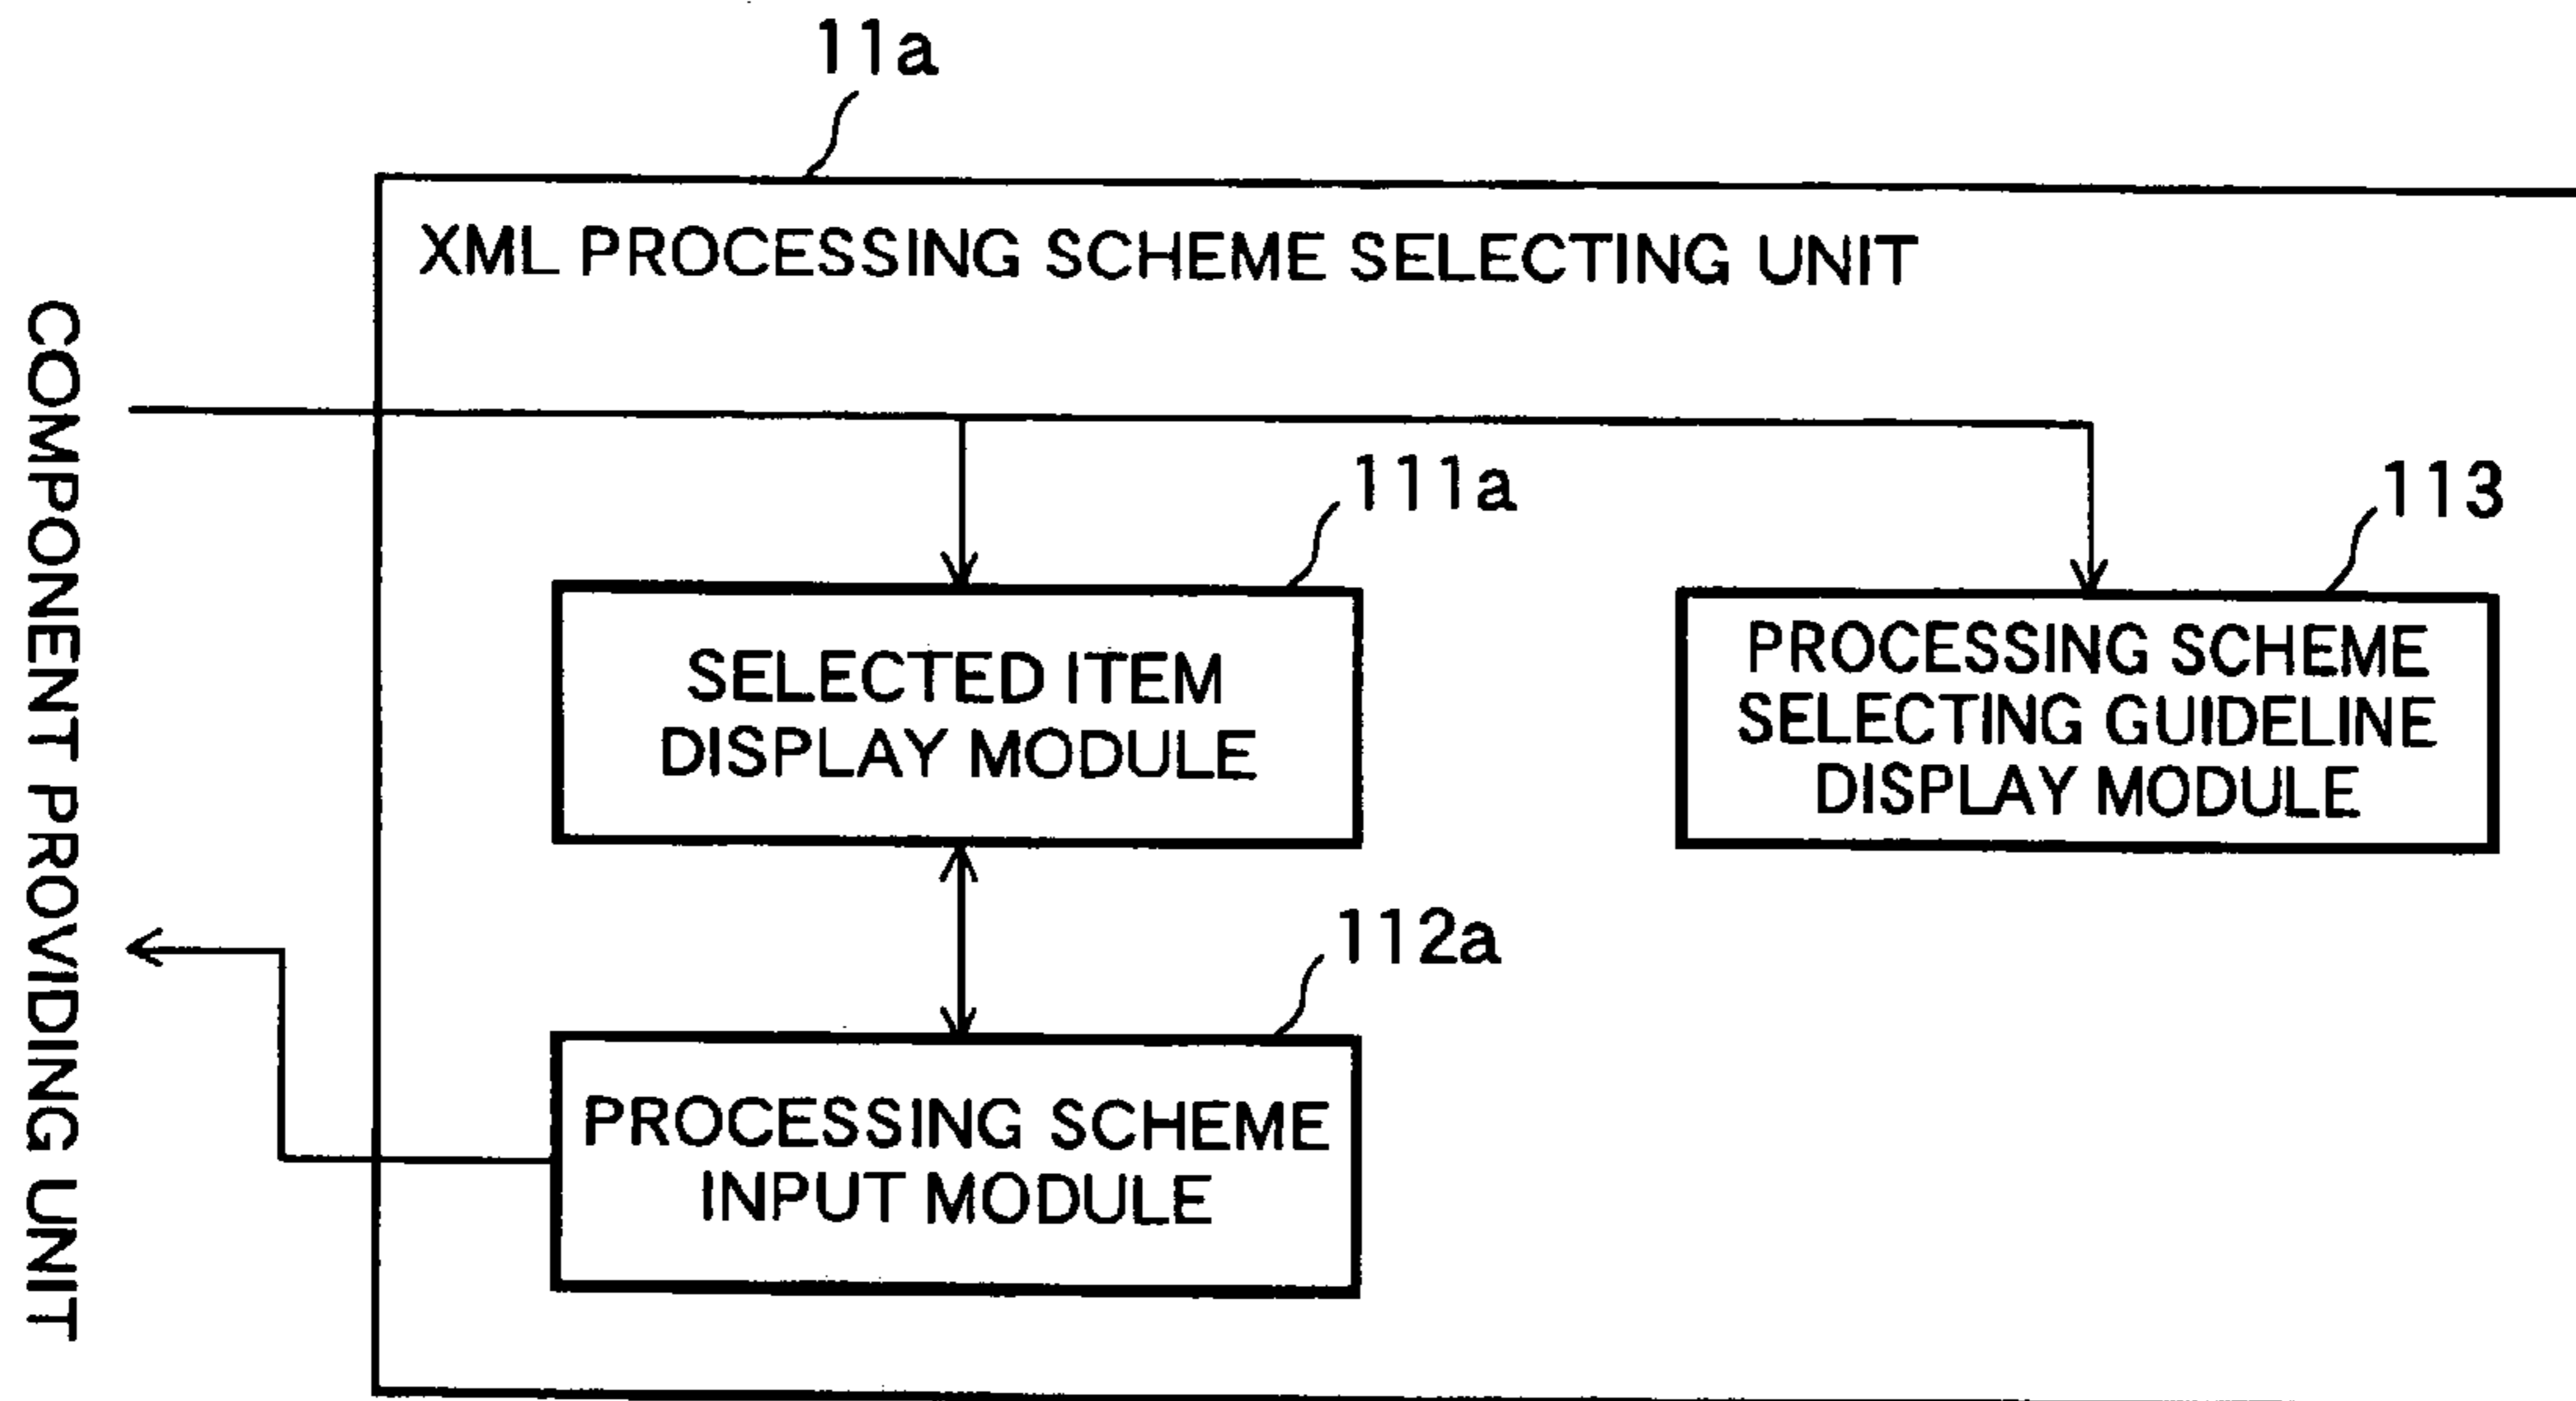 11a
XML PROCESSING SCHEME SELECTING UNIT
COMPONENT PROVIDING UNIT
111a
113
SELECTED ITEM
DISPLAY MODULE
PROCESSING SCHEME
SELECTING GUIDELINE
DISPLAY MODULE
112a
PROCESSING SCHEME
INPUT MODULE